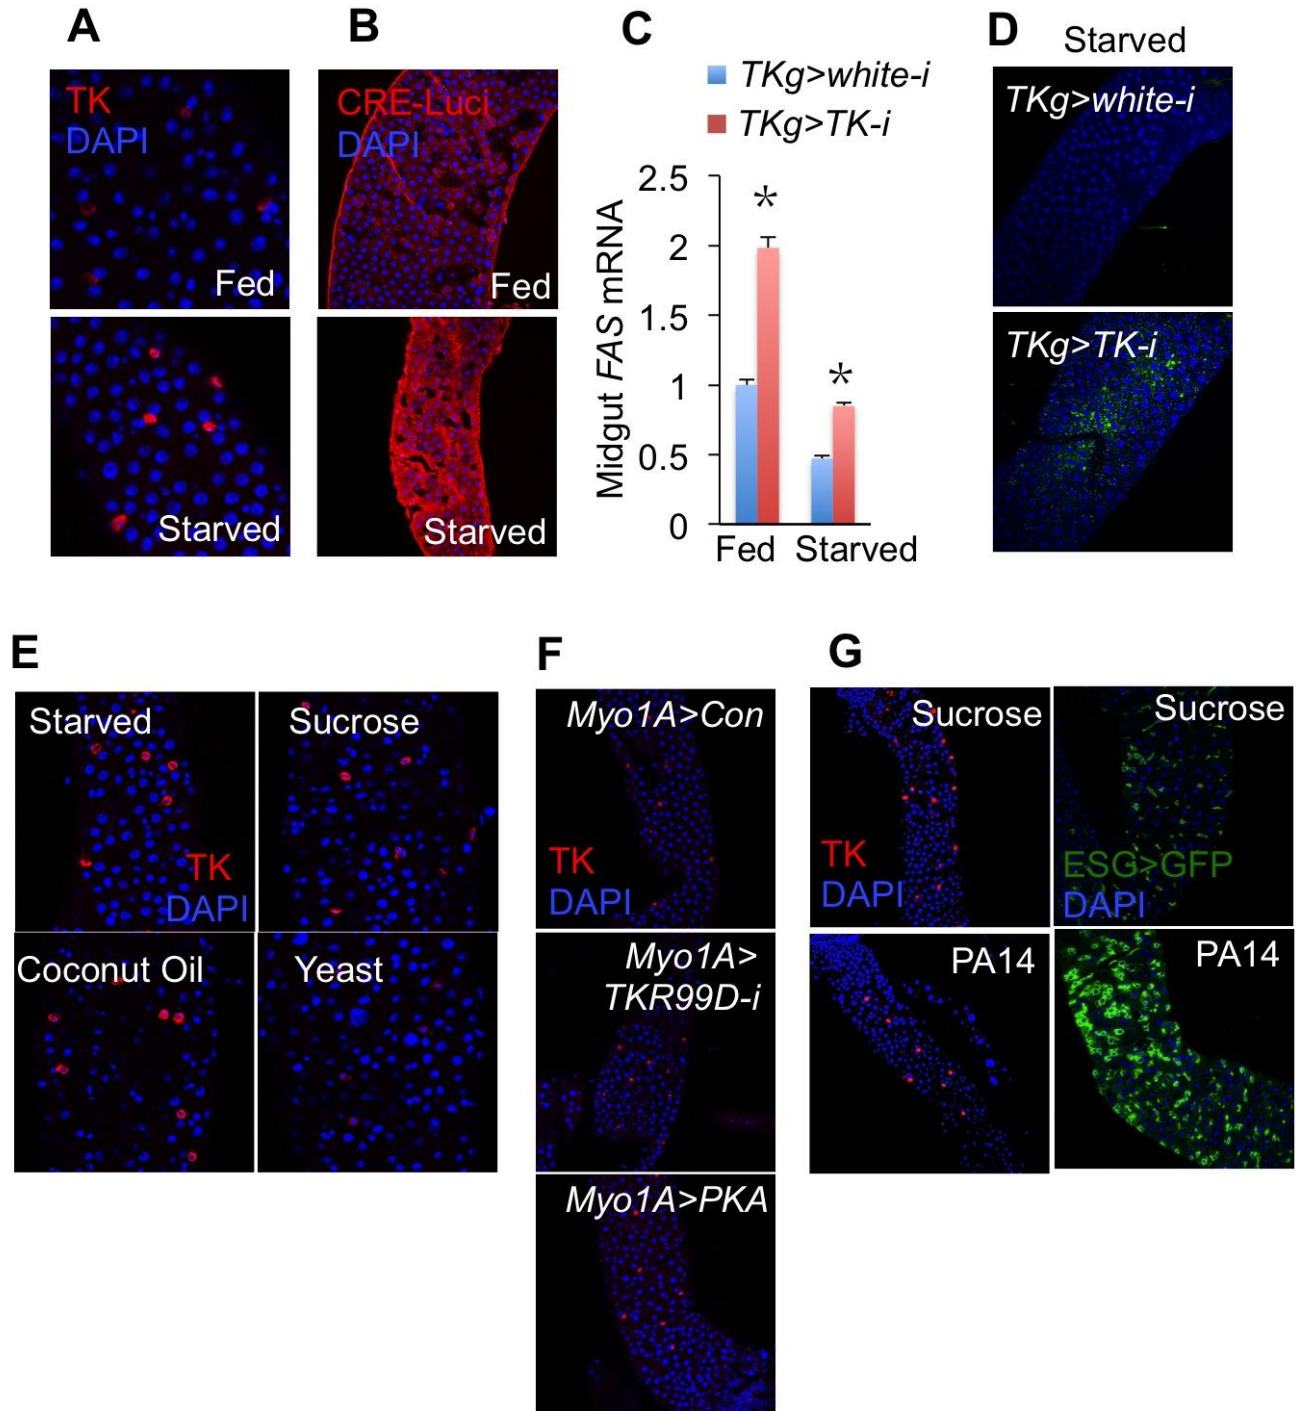 A
TK
DAPI
Fed
Starved
B
CRE-Luci
DAPI
Fed
Starved
C
TKg>white-i
TKg>TK-i
Midgut FAS mRNA
2.5
2
1.5
1
0.5
0
*
*
Fed Starved
D
Starved
TKg>white-i
TKg>TK-i
E
Starved
TK
DAPI
Sucrose
Coconut Oil
Yeast
F
Myo1A>Con
TK
DAPI
Myo1A>
TKR99D-i
Myo1A>PKA
G
Sucrose
TK
DAPI
Sucrose
ESG>GFP
DAPI
PA14
PA14